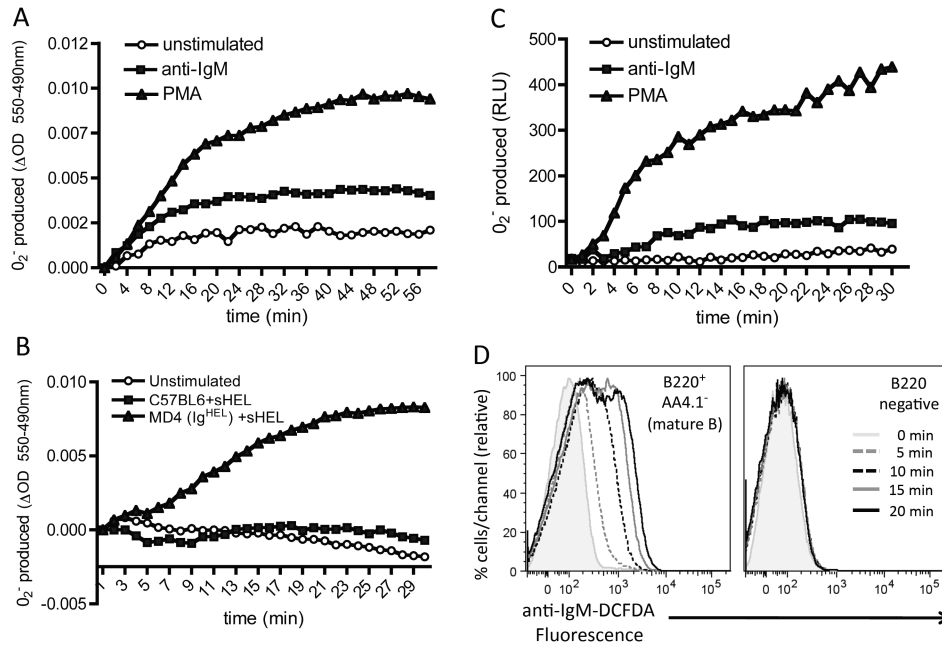 A
0₂⁻ produced (ΔOD 550-490nm)
0.012
0.010
0.007
0.005
0.002
0.000
unstimulated
anti-IgM
PMA
0 4 8 12 16 20 24 28 32 36 40 44 48 52 56
time (min)
B
0₂⁻ produced (ΔOD 550-490nm)
0.010
0.005
0.000
-0.005
Unstimulated
C57BL6+sHEL
MD4 (Igᴴᴱᴸ) +sHEL
1 3 5 7 9 11 13 15 17 19 21 23 25 27 29
time (min)
C
0₂⁻ produced (RLU)
500
400
300
200
100
0
unstimulated
anti-IgM
PMA
0 2 4 6 8 10 12 14 16 18 20 22 24 26 28 30
time (min)
D
% cells/channel (relative)
100
80
60
40
20
0
B220⁺
AA4.1⁻
(mature B)
0 10² 10³ 10⁴ 10⁵
B220
negative
0 min
5 min
10 min
15 min
20 min
0 10² 10³ 10⁴ 10⁵
anti-IgM-DCFDA
Fluorescence